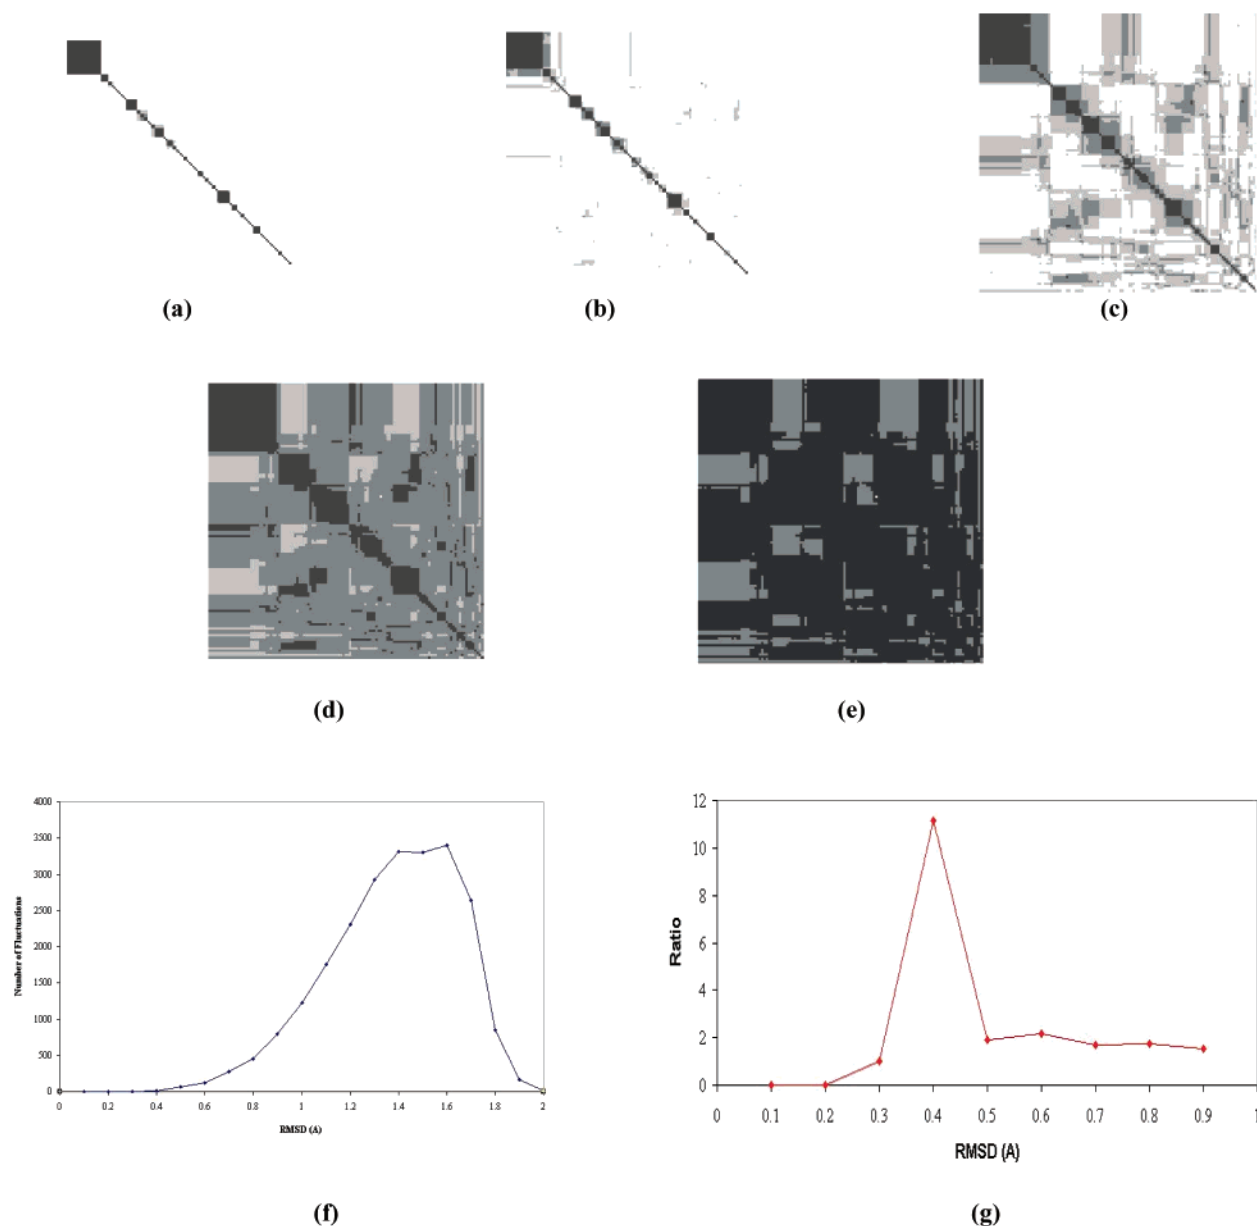 (a)
(b)
(c)
(d)
(e)
4000
3500
3000
2500
2000
1500
1000
500
0
Number of Fluctuations
0 0.2 0.4 0.6 0.8 1 1.2 1.4 1.6 1.8 2
RMSD (A)
(f)
12
10
8
6
4
2
0
Ratio
0 0.1 0.2 0.3 0.4 0.5 0.6 0.7 0.8 0.9 1
RMSD (A)
(g)